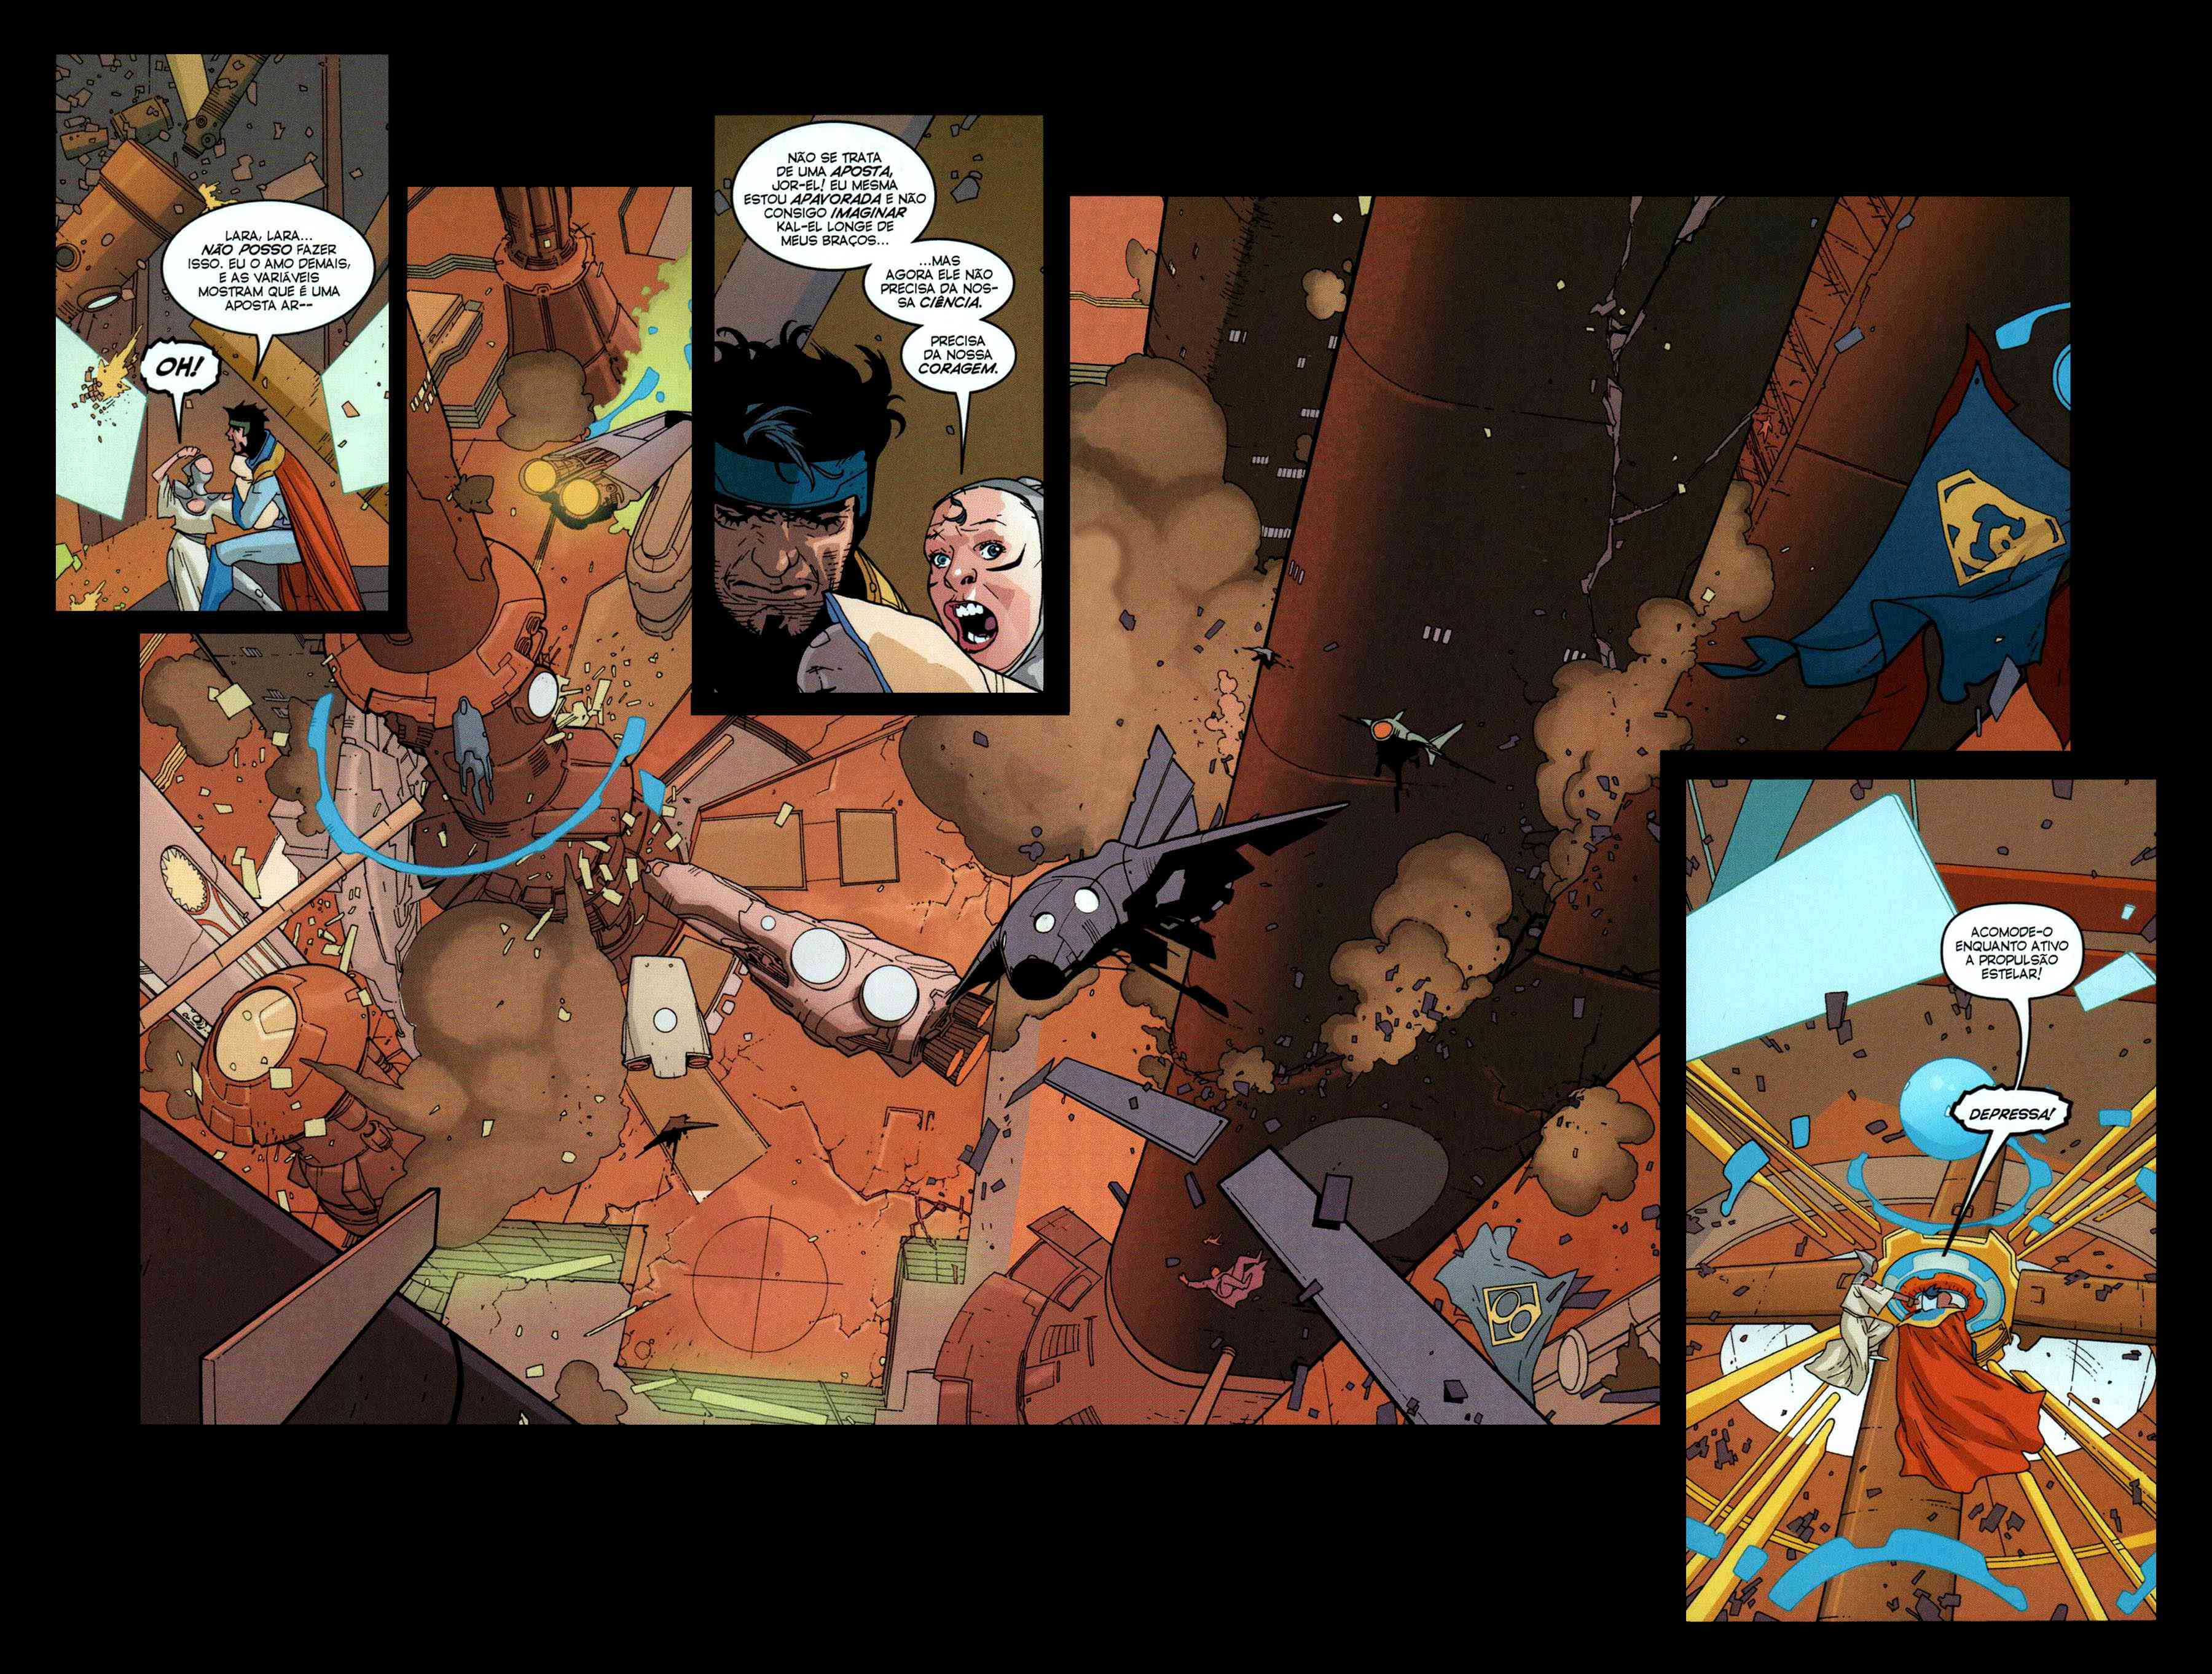 LARA, LARA...
NÃO POSSO FAZER
ISSO. EU O AMO DEMAIS,
E AS VARIÁVEIS
MOSTRAM QUE É UMA
APOSTA AR--
OH!
NÃO SE TRATA
DE UMA APOSTA,
JOR-EL! EU MESMA
ESTOU APAVORADA E NÃO
CONSIGO IMAGINAR
KAL-EL LONGE DE
MEUS BRAÇOS...
...MAS
AGORA ELE NÃO
PRECISA DA NOS-
SA CIÊNCIA.
PRECISA
DA NOSSA
CORAGEM.
ACOMODE-O
ENQUANTO ATIVO
A PROPULSÃO
ESTELAR!
DEPRESSA!